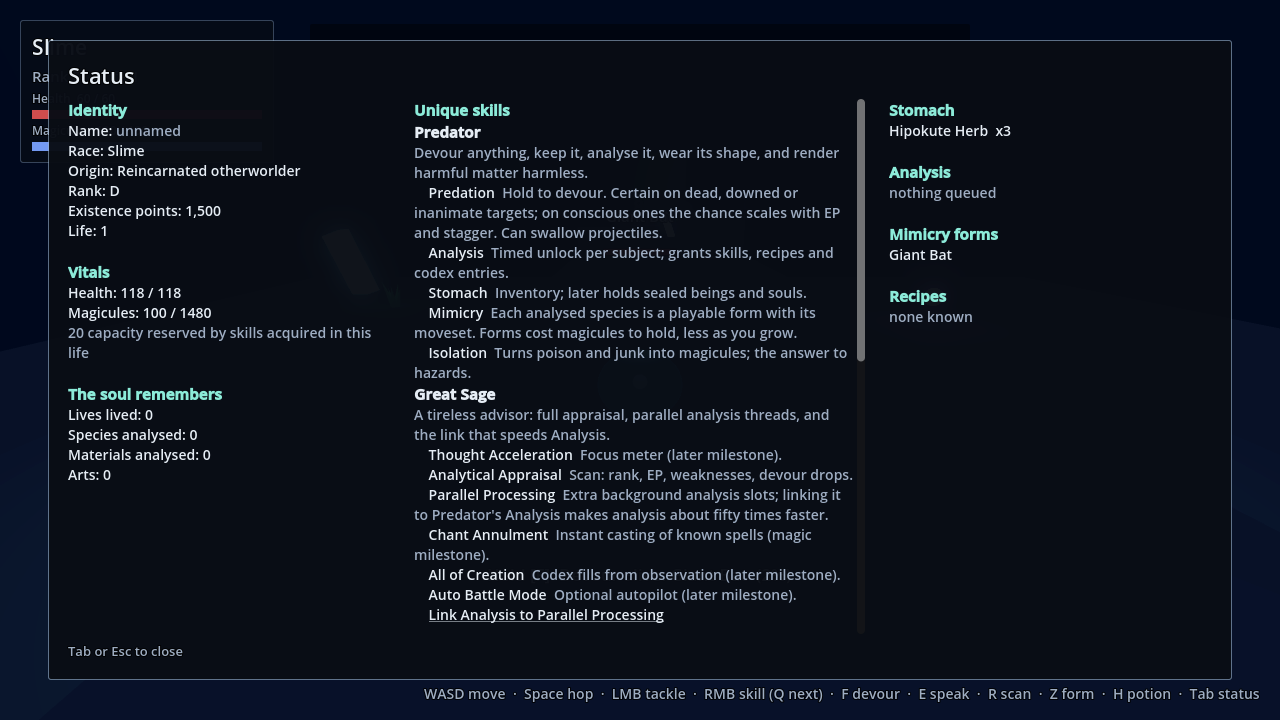 Slime
Status
Identity
Name: unnamed
Race: Slime
Origin: Reincarnated otherworlder
Rank: D
Existence points: 1,500
Life: 1
Vitals
Health: 118 / 118
Magicules: 100 / 1480
20 capacity reserved by skills acquired in this
life
The soul remembers
Lives lived: 0
Species analysed: 0
Materials analysed: 0
Arts: 0
Unique skills
Predator
Devour anything, keep it, analyse it, wear its shape, and render
harmful matter harmless.
Predation  Hold to devour. Certain on dead, downed or
inanimate targets; on conscious ones the chance scales with EP
and stagger. Can swallow projectiles.
Analysis  Timed unlock per subject; grants skills, recipes and
codex entries.
Stomach  Inventory; later holds sealed beings and souls.
Mimicry  Each analysed species is a playable form with its
moveset. Forms cost magicules to hold, less as you grow.
Isolation  Turns poison and junk into magicules; the answer to
hazards.
Great Sage
A tireless advisor: full appraisal, parallel analysis threads, and
the link that speeds Analysis.
Thought Acceleration  Focus meter (later milestone).
Analytical Appraisal  Scan: rank, EP, weaknesses, devour drops.
Parallel Processing  Extra background analysis slots; linking it
to Predator's Analysis makes analysis about fifty times faster.
Chant Annulment  Instant casting of known spells (magic
milestone).
All of Creation  Codex fills from observation (later milestone).
Auto Battle Mode  Optional autopilot (later milestone).
Link Analysis to Parallel Processing
Stomach
Hipokute Herb  x3
Analysis
nothing queued
Mimicry forms
Giant Bat
Recipes
none known
Tab or Esc to close
WASD move · Space hop · LMB tackle · RMB skill (Q next) · F devour · E speak · R scan · Z form · H potion · Tab status